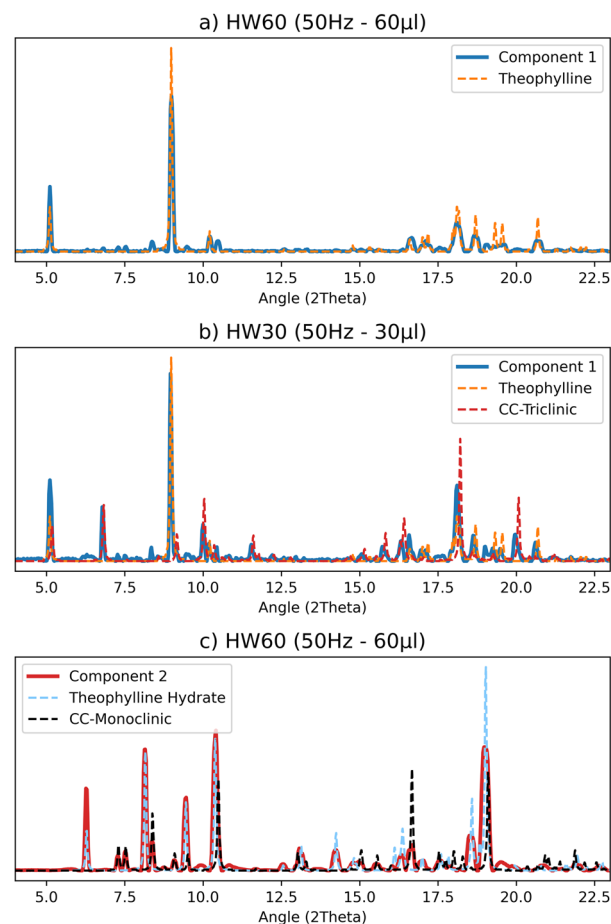 a) HW60 (50Hz - 60µl)
Component 1
Theophylline
5.0 7.5 10.0 12.5 15.0 17.5 20.0 22.5
Angle (2Theta)
b) HW30 (50Hz - 30µl)
Component 1
Theophylline
CC-Triclinic
5.0 7.5 10.0 12.5 15.0 17.5 20.0 22.5
Angle (2Theta)
c) HW60 (50Hz - 60µl)
Component 2
Theophylline Hydrate
CC-Monoclinic
5.0 7.5 10.0 12.5 15.0 17.5 20.0 22.5
Angle (2Theta)